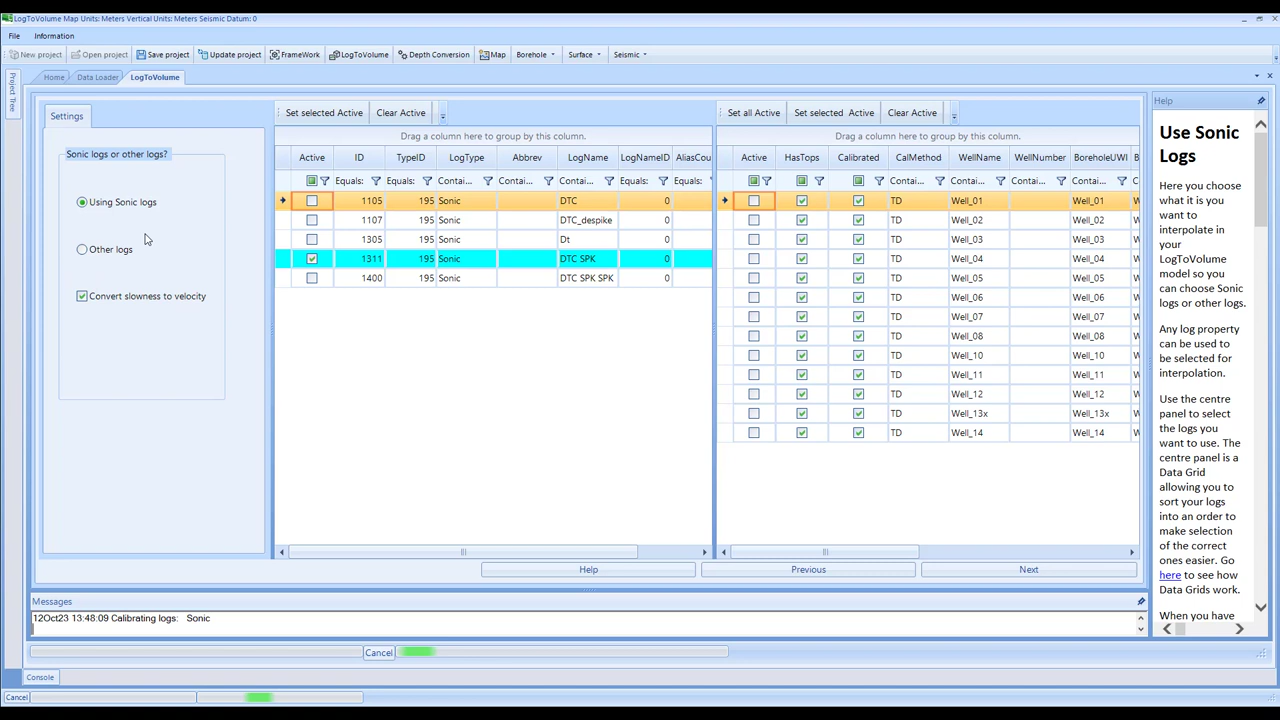 LogToVolume Map Units: Meters Vertical Units: Meters Seismic Datum: 0
File Information
New project Open project Save project Update project FrameWork LogToVolume Depth Conversion Map Borehole Surface Seismic
Project Tree
Home Data Loader LogToVolume
Settings
Sonic logs or other logs?
Using Sonic logs
Other logs
Convert slowness to velocity
Set selected Active Clear Active
Drag a column here to group by this column.
Active ID TypeID LogType Abbrev LogName LogNameID AliasCou
Equals: Equals: Contai... Contai... Contai... Equals: Equals:
1105 195 Sonic DTC 0
1107 195 Sonic DTC_despike 0
1305 195 Sonic Dt 0
1311 195 Sonic DTC SPK 0
1400 195 Sonic DTC SPK SPK 0
Set all Active Set selected Active Clear Active
Drag a column here to group by this column.
Active HasTops Calibrated CalMethod WellName WellNumber BoreholeUWI B
Contai... Contai... Contai... Contai... C
TD Well_01 Well_01 W
TD Well_02 Well_02 W
TD Well_03 Well_03 W
TD Well_04 Well_04 W
TD Well_05 Well_05 W
TD Well_06 Well_06 W
TD Well_07 Well_07 W
TD Well_08 Well_08 W
TD Well_10 Well_10 W
TD Well_11 Well_11 W
TD Well_12 Well_12 W
TD Well_13x Well_13x W
TD Well_14 Well_14 W
Help Previous Next
Help
Use Sonic
Logs
Here you choose
what it is you
want to
interpolate in
your
LogToVolume
model so you
can choose Sonic
logs or other logs.
Any log property
can be used to
be selected for
interpolation.
Use the centre
panel to select
the logs you
want to use. The
centre panel is a
Data Grid
allowing you to
sort your logs
into an order to
make selection
of the correct
ones easier. Go
here to see how
Data Grids work.
When you have
Messages
12Oct23 13:48:09 Calibrating logs: Sonic
Cancel
Console
Cancel